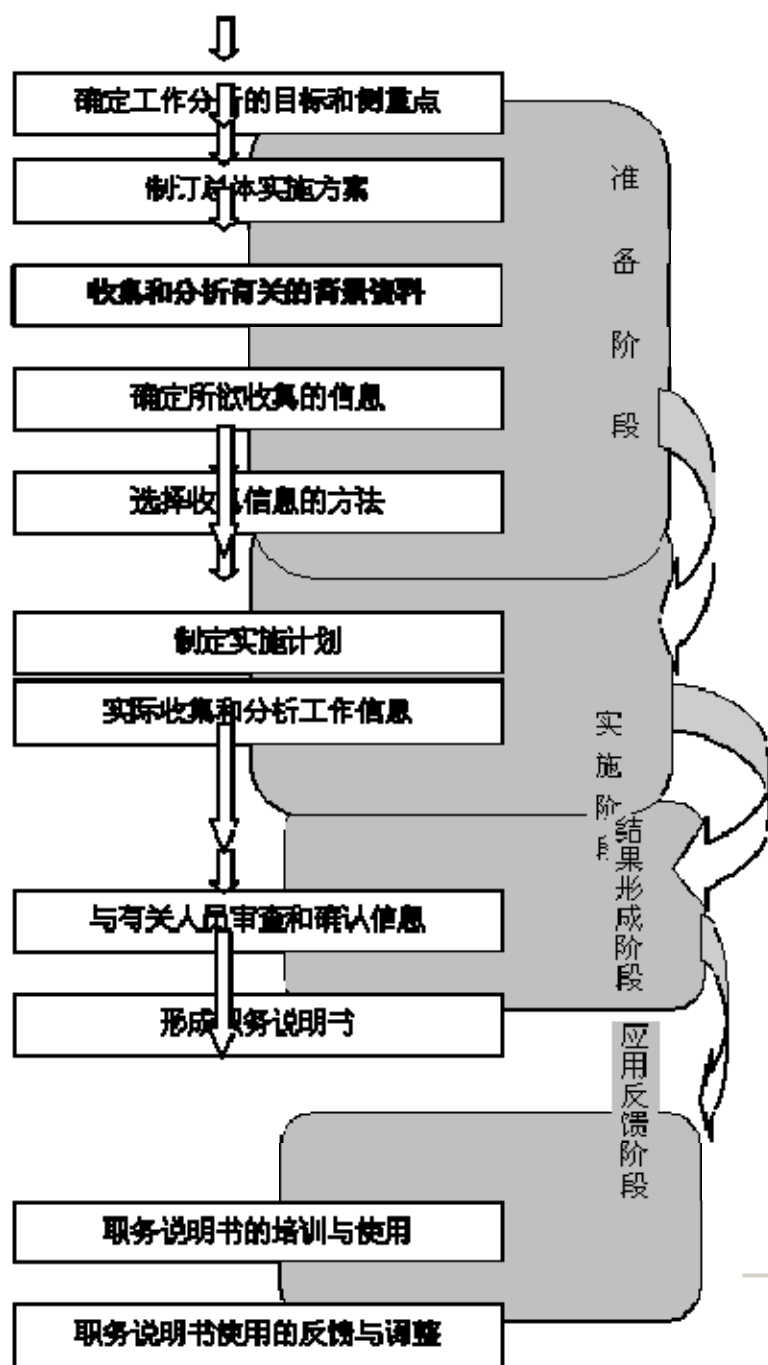 确定工作分析的目标和侧重点
制订总体实施方案
收集和分析有关的背景资料
确定所欲收集的信息
选择收集信息的方法
准备阶段
制定实施计划
实际收集和分析工作信息
实施阶段
与有关人员审查和确认信息
形成职务说明书
结果形成阶段
职务说明书的培训与使用
职务说明书使用的反馈与调整
应用反馈阶段